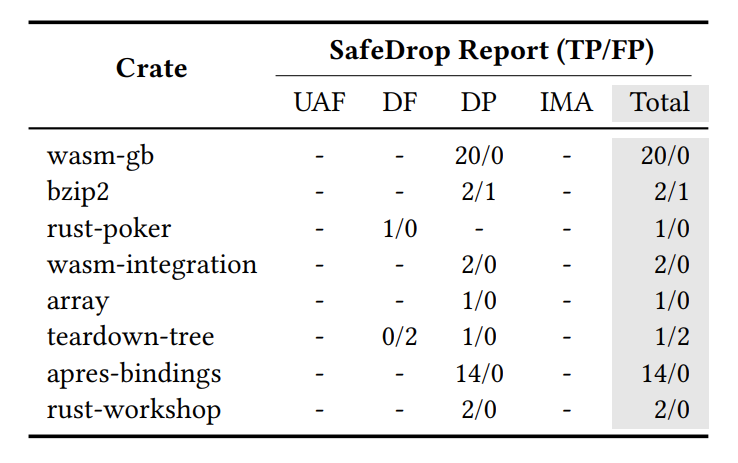 SafeDrop Report (TP/FP)
Crate
UAF DF DP IMA Total
wasm-gb - - 20/0 - 20/0
bzip2 - - 2/1 - 2/1
rust-poker - 1/0 - - 1/0
wasm-integration - - 2/0 - 2/0
array - - 1/0 - 1/0
teardown-tree - 0/2 1/0 - 1/2
apres-bindings - - 14/0 - 14/0
rust-workshop - - 2/0 - 2/0